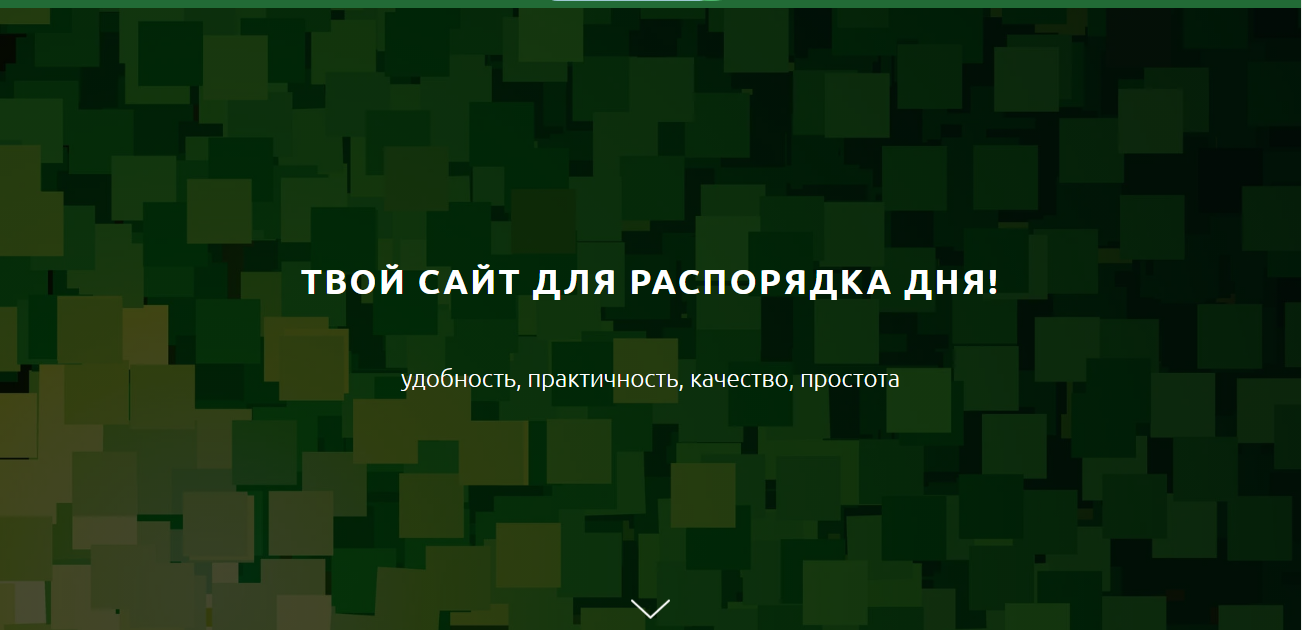 ТВОЙ САЙТ ДЛЯ РАСПОРЯДКА ДНЯ!
удобность, практичность, качество, простота